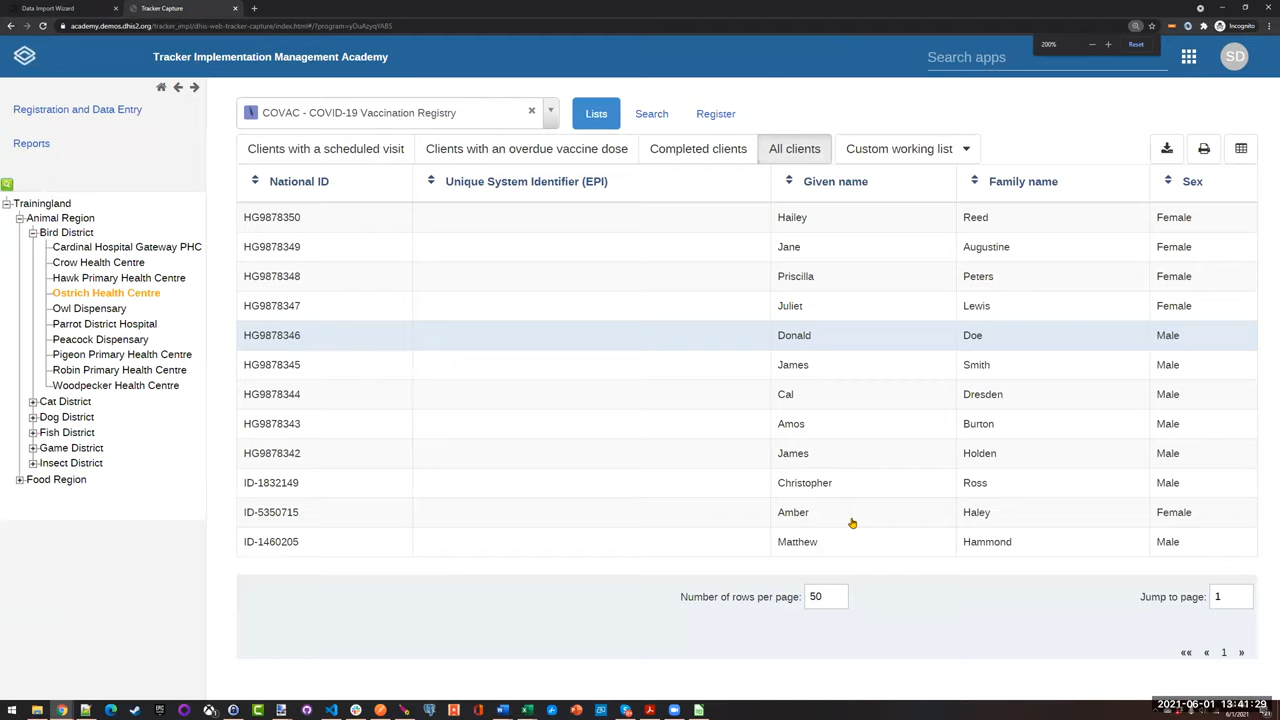 Data Import Wizard
Tracker Capture
academy.demos.dhis2.org/tracker_impl/dhis-web-tracker-capture/index.html#/?program=yDuAzyqYABS
Incognito
200%
Reset
Tracker Implementation Management Academy
Search apps
SD
Registration and Data Entry
Reports
COVAC - COVID-19 Vaccination Registry
Lists
Search
Register
Clients with a scheduled visit
Clients with an overdue vaccine dose
Completed clients
All clients
Custom working list
Trainingland
Animal Region
Bird District
Cardinal Hospital Gateway PHC
Crow Health Centre
Hawk Primary Health Centre
Ostrich Health Centre
Owl Dispensary
Parrot District Hospital
Peacock Dispensary
Pigeon Primary Health Centre
Robin Primary Health Centre
Woodpecker Health Centre
Cat District
Dog District
Fish District
Game District
Insect District
Food Region
National ID Unique System Identifier (EPI) Given name Family name Sex
HG9878350 Hailey Reed Female
HG9878349 Jane Augustine Female
HG9878348 Priscilla Peters Female
HG9878347 Juliet Lewis Female
HG9878346 Donald Doe Male
HG9878345 James Smith Male
HG9878344 Cal Dresden Male
HG9878343 Amos Burton Male
HG9878342 James Holden Male
ID-1832149 Christopher Ross Male
ID-5350715 Amber Haley Female
ID-1460205 Matthew Hammond Male
Number of rows per page: 50
Jump to page: 1
«« « 1 »
2021-06-01 13:41:29
6/1/2021